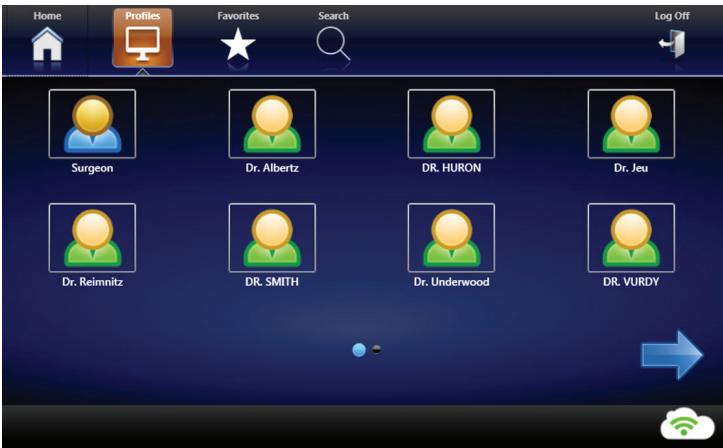 Home Profiles Favorites Search Log Off
Surgeon Dr. Albertz DR. HURON Dr. Jeu
Dr. Reimnitz DR. SMITH Dr. Underwood DR. VURDY